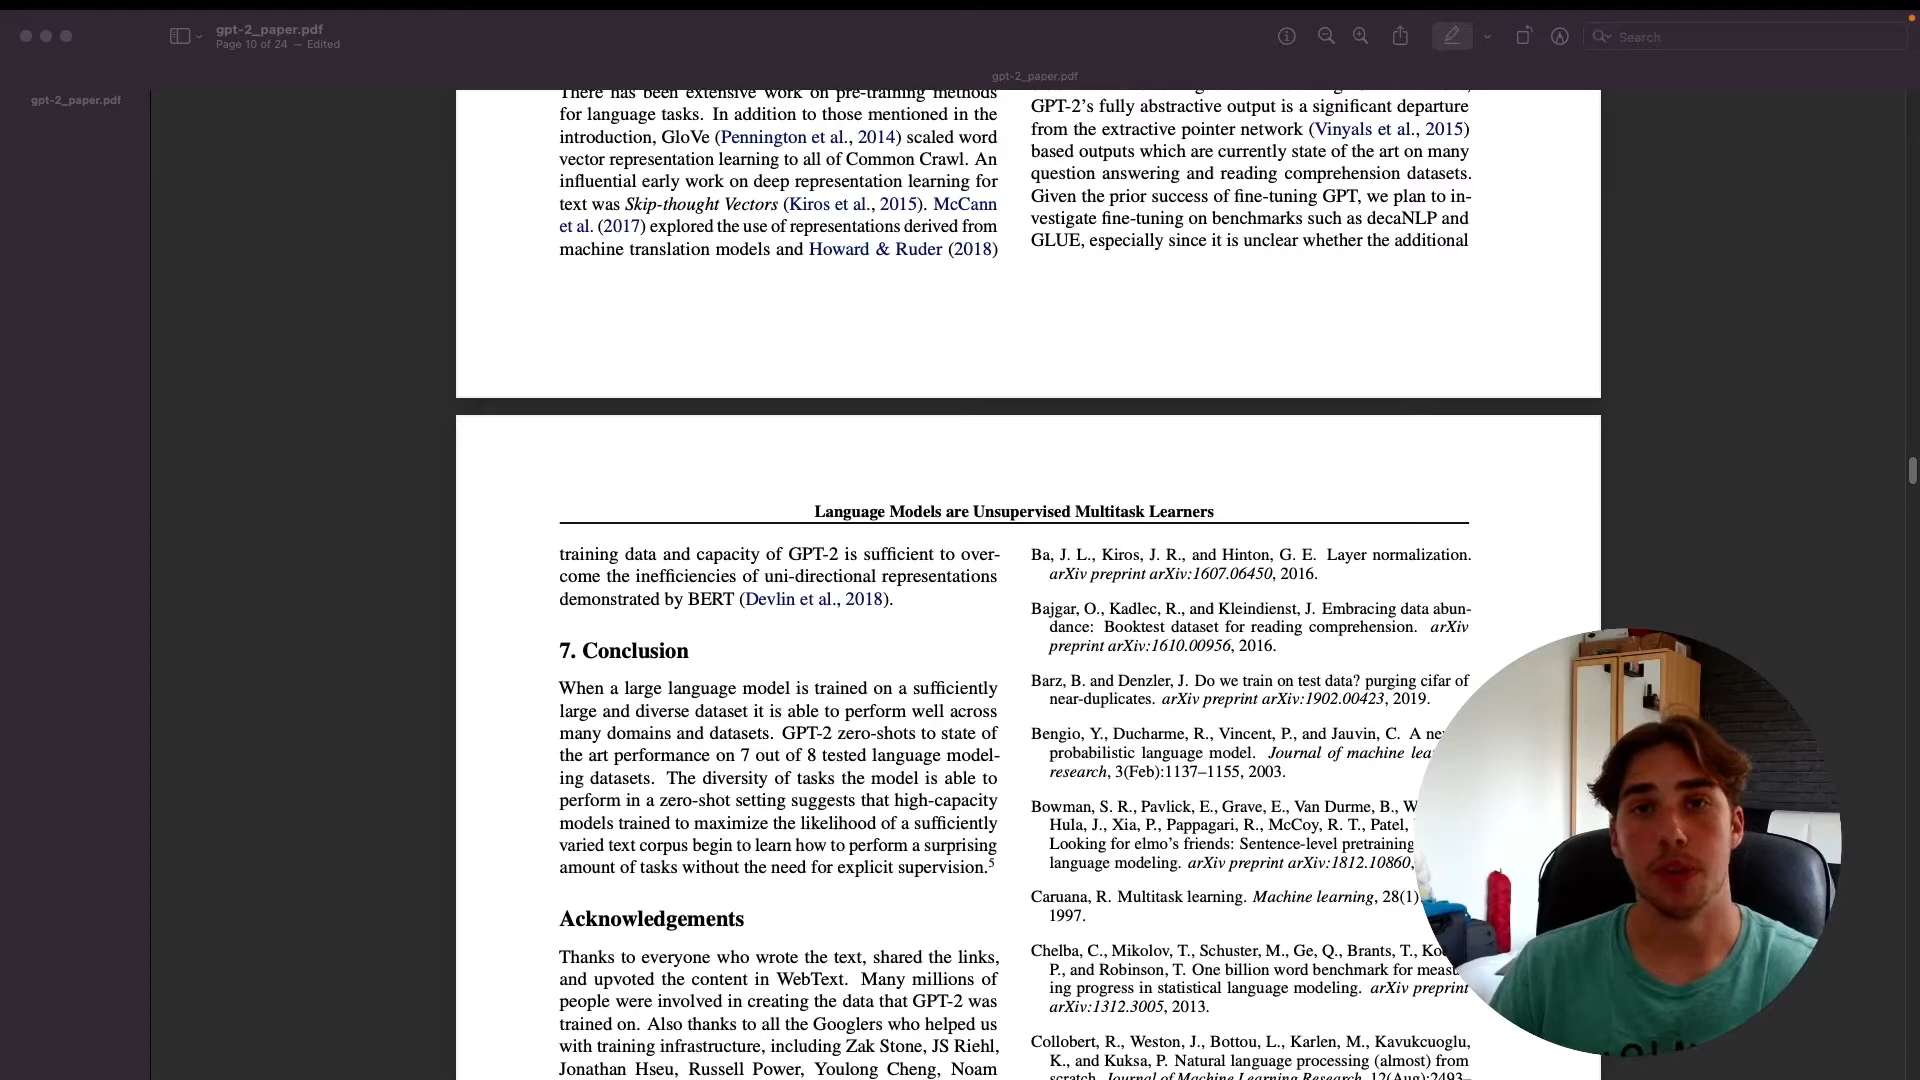 gpt-2_paper.pdf
Page 10 of 24 — Edited
Search
gpt-2_paper.pdf
gpt-2_paper.pdf
There has been extensive work on pre-training methods
for language tasks. In addition to those mentioned in the
introduction, GloVe (Pennington et al., 2014) scaled word
vector representation learning to all of Common Crawl. An
influential early work on deep representation learning for
text was Skip-thought Vectors (Kiros et al., 2015). McCann
et al. (2017) explored the use of representations derived from
machine translation models and Howard & Ruder (2018)
GPT-2's fully abstractive output is a significant departure
from the extractive pointer network (Vinyals et al., 2015)
based outputs which are currently state of the art on many
question answering and reading comprehension datasets.
Given the prior success of fine-tuning GPT, we plan to in-
vestigate fine-tuning on benchmarks such as decaNLP and
GLUE, especially since it is unclear whether the additional
Language Models are Unsupervised Multitask Learners
training data and capacity of GPT-2 is sufficient to over-
come the inefficiencies of uni-directional representations
demonstrated by BERT (Devlin et al., 2018).
7. Conclusion
When a large language model is trained on a sufficiently
large and diverse dataset it is able to perform well across
many domains and datasets. GPT-2 zero-shots to state of
the art performance on 7 out of 8 tested language model-
ing datasets. The diversity of tasks the model is able to
perform in a zero-shot setting suggests that high-capacity
models trained to maximize the likelihood of a sufficiently
varied text corpus begin to learn how to perform a surprising
amount of tasks without the need for explicit supervision.5
Acknowledgements
Thanks to everyone who wrote the text, shared the links,
and upvoted the content in WebText. Many millions of
people were involved in creating the data that GPT-2 was
trained on. Also thanks to all the Googlers who helped us
with training infrastructure, including Zak Stone, JS Riehl,
Jonathan Hseu, Russell Power, Youlong Cheng, Noam
Ba, J. L., Kiros, J. R., and Hinton, G. E. Layer normalization.
arXiv preprint arXiv:1607.06450, 2016.
Bajgar, O., Kadlec, R., and Kleindienst, J. Embracing data abun-
dance: Booktest dataset for reading comprehension. arXiv
preprint arXiv:1610.00956, 2016.
Barz, B. and Denzler, J. Do we train on test data? purging cifar of
near-duplicates. arXiv preprint arXiv:1902.00423, 2019.
Bengio, Y., Ducharme, R., Vincent, P., and Jauvin, C. A
probabilistic language model. Journal of machine
research, 3(Feb):1137–1155, 2003.
Bowman, S. R., Pavlick, E., Grave, E., Van Durme, B.,
Hula, J., Xia, P., Pappagari, R., McCoy, R. T., Patel,
Looking for elmo's friends: Sentence-level pretraining
language modeling. arXiv preprint arXiv:1812.10860,
Caruana, R. Multitask learning. Machine learning, 28(1)
1997.
Chelba, C., Mikolov, T., Schuster, M., Ge, Q., Brants, T.,
P., and Robinson, T. One billion word benchmark for
ing progress in statistical language modeling. arXiv preprint
arXiv:1312.3005, 2013.
Collobert, R., Weston, J., Bottou, L., Karlen, M., Kavukcuoglu,
K., and Kuksa, P. Natural language processing (almost) from
scratch. Journal of Machine Learning Research, 12(Aug):2493–